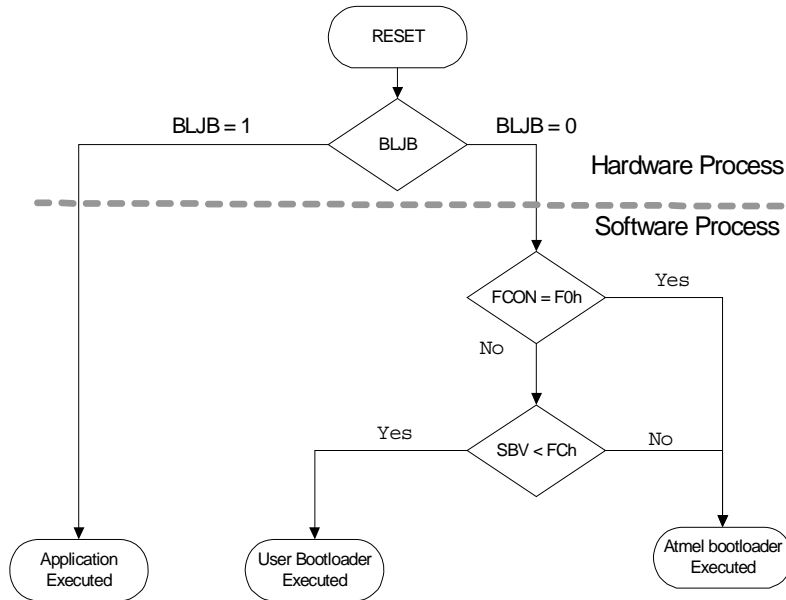 RESET
BLJB = 1
BLJB = 0
BLJB
Hardware Process
Software Process
FCON = F0h
Yes
No
Yes
SBV < FCh
No
Application
Executed
User Bootloader
Executed
Atmel bootloader
Executed